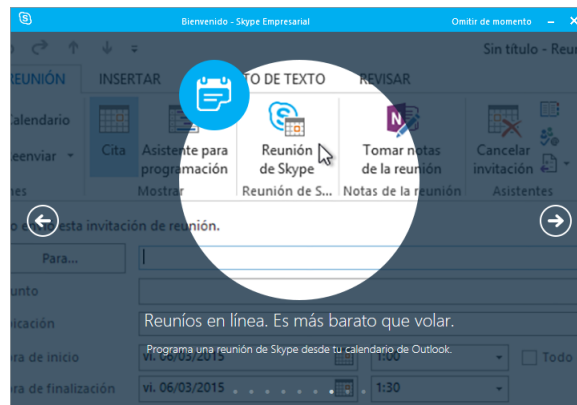 Bienvenido - Skype Empresarial
Omitir de momento
Sin título - Reun
REUNIÓN INSERTAR TO DE TEXTO REVISAR
Calendario
Reenviar
Cita
Asistente para
programación
Mostrar
Reunión
de Skype
Reunión de S...
Tomar notas
de la reunión
Notas de la reunión
Cancelar
invitación
Asistentes
esta invitación de reunión.
Para...
Reuníos en línea. Es más barato que volar.
Programa una reunión de Skype desde tu calendario de Outlook.
vi. 06/03/2015 1:00 Todo
vi. 06/03/2015 1:30